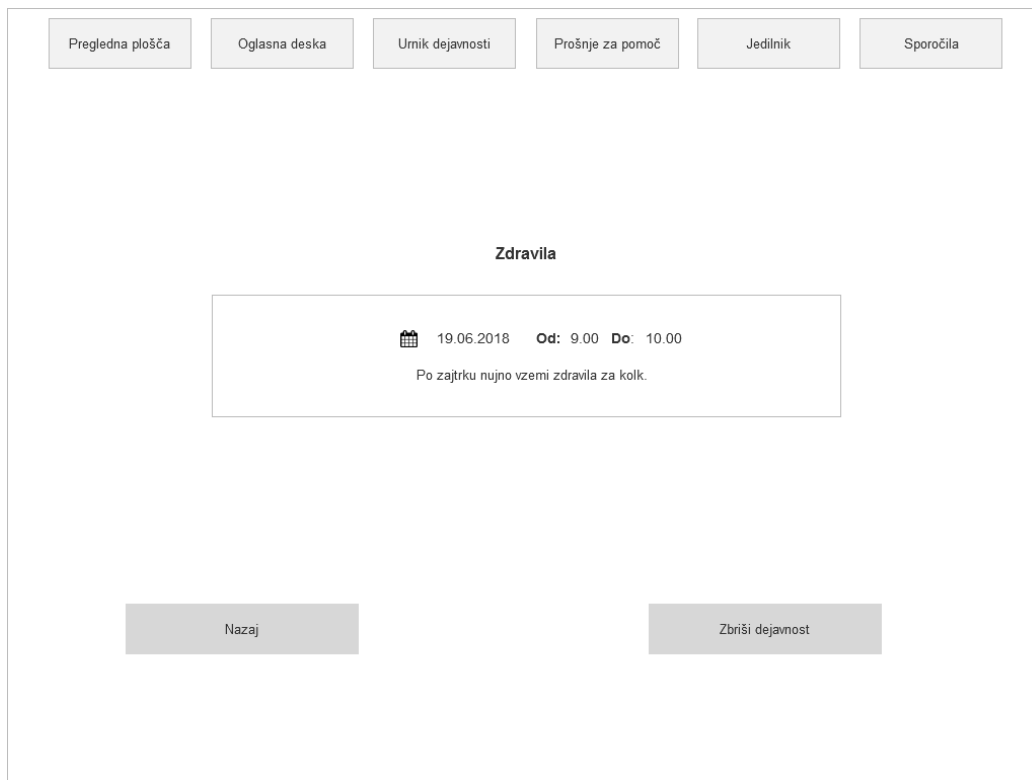 Pregledna plošča Oglasna deska Urnik dejavnosti Prošnje za pomoč Jedilnik Sporočila
Zdravila
19.06.2018 Od: 9.00 Do: 10.00
Po zajtrku nujno vzemi zdravila za kolk.
Nazaj Zbriši dejavnost